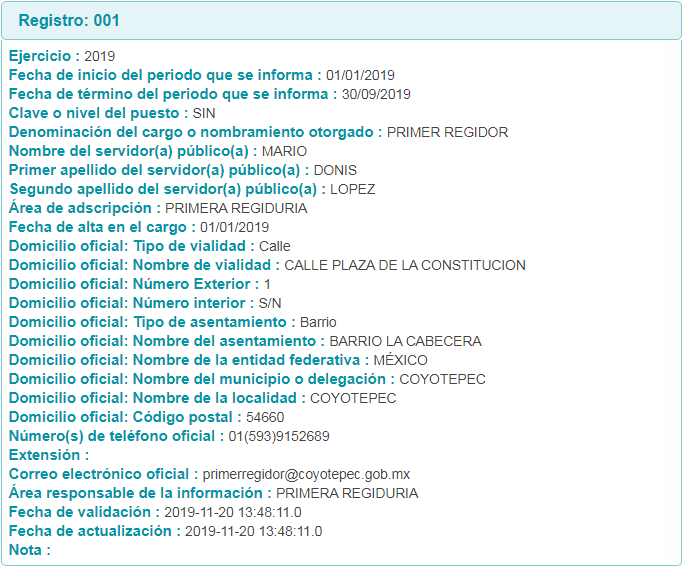 Registro: 001
Ejercicio : 2019
Fecha de inicio del periodo que se informa : 01/01/2019
Fecha de término del periodo que se informa : 30/09/2019
Clave o nivel del puesto : SIN
Denominación del cargo o nombramiento otorgado : PRIMER REGIDOR
Nombre del servidor(a) público(a) : MARIO
Primer apellido del servidor(a) público(a) : DONIS
Segundo apellido del servidor(a) público(a) : LOPEZ
Área de adscripción : PRIMERA REGIDURIA
Fecha de alta en el cargo : 01/01/2019
Domicilio oficial: Tipo de vialidad : Calle
Domicilio oficial: Nombre de vialidad : CALLE PLAZA DE LA CONSTITUCION
Domicilio oficial: Número Exterior : 1
Domicilio oficial: Número interior : S/N
Domicilio oficial: Tipo de asentamiento : Barrio
Domicilio oficial: Nombre del asentamiento : BARRIO LA CABECERA
Domicilio oficial: Nombre de la entidad federativa : MÉXICO
Domicilio oficial: Nombre del municipio o delegación : COYOTEPEC
Domicilio oficial: Nombre de la localidad : COYOTEPEC
Domicilio oficial: Código postal : 54660
Número(s) de teléfono oficial : 01(593)9152689
Extensión :
Correo electrónico oficial : primerregidor@coyotepec.gob.mx
Área responsable de la información : PRIMERA REGIDURIA
Fecha de validación : 2019-11-20 13:48:11.0
Fecha de actualización : 2019-11-20 13:48:11.0
Nota :